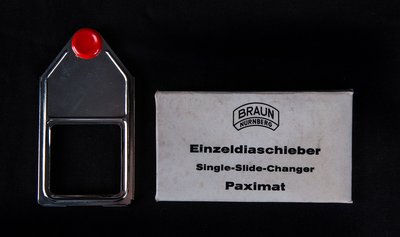 BRAUN
NÜRNBERG
Einzeldiaschieber
Single-Slide-Changer
Paximat